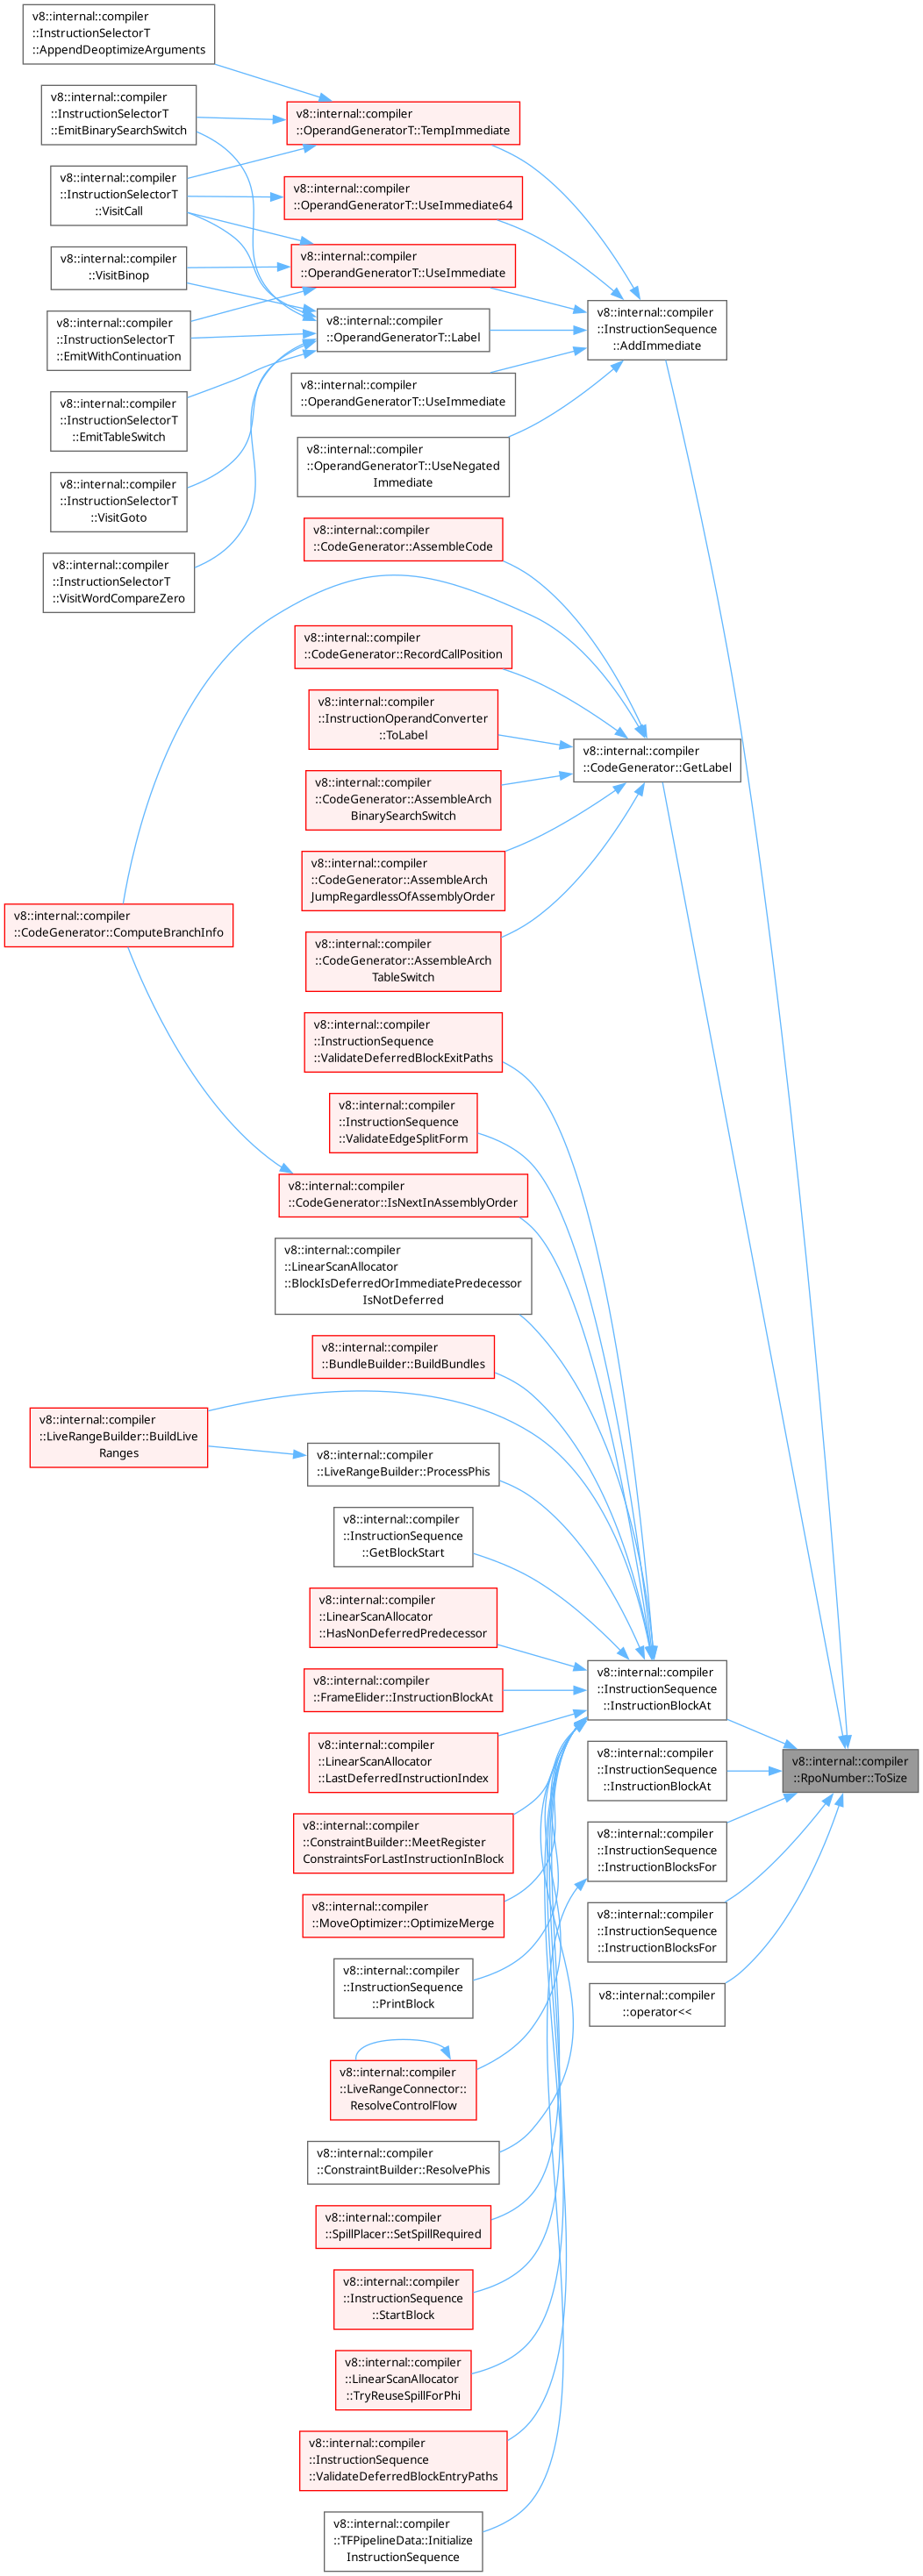 v8::internal::compiler
::InstructionSelectorT
::AppendDeoptimizeArguments
v8::internal::compiler
::InstructionSelectorT
::EmitBinarySearchSwitch
v8::internal::compiler
::OperandGeneratorT::TempImmediate
v8::internal::compiler
::InstructionSelectorT
::VisitCall
v8::internal::compiler
::OperandGeneratorT::UseImmediate64
v8::internal::compiler
::VisitBinop
v8::internal::compiler
::OperandGeneratorT::UseImmediate
v8::internal::compiler
::InstructionSelectorT
::EmitWithContinuation
v8::internal::compiler
::OperandGeneratorT::Label
v8::internal::compiler
::InstructionSequence
::AddImmediate
v8::internal::compiler
::InstructionSelectorT
::EmitTableSwitch
v8::internal::compiler
::OperandGeneratorT::UseImmediate
v8::internal::compiler
::InstructionSelectorT
::VisitGoto
v8::internal::compiler
::OperandGeneratorT::UseNegated
Immediate
v8::internal::compiler
::InstructionSelectorT
::VisitWordCompareZero
v8::internal::compiler
::CodeGenerator::AssembleCode
v8::internal::compiler
::CodeGenerator::RecordCallPosition
v8::internal::compiler
::InstructionOperandConverter
::ToLabel
v8::internal::compiler
::CodeGenerator::GetLabel
v8::internal::compiler
::CodeGenerator::AssembleArch
BinarySearchSwitch
v8::internal::compiler
::CodeGenerator::AssembleArch
JumpRegardlessOfAssemblyOrder
v8::internal::compiler
::CodeGenerator::ComputeBranchInfo
v8::internal::compiler
::CodeGenerator::AssembleArch
TableSwitch
v8::internal::compiler
::InstructionSequence
::ValidateDeferredBlockExitPaths
v8::internal::compiler
::InstructionSequence
::ValidateEdgeSplitForm
v8::internal::compiler
::CodeGenerator::IsNextInAssemblyOrder
v8::internal::compiler
::LinearScanAllocator
::BlockIsDeferredOrImmediatePredecessor
IsNotDeferred
v8::internal::compiler
::BundleBuilder::BuildBundles
v8::internal::compiler
::LiveRangeBuilder::BuildLive
Ranges
v8::internal::compiler
::LiveRangeBuilder::ProcessPhis
v8::internal::compiler
::InstructionSequence
::GetBlockStart
v8::internal::compiler
::LinearScanAllocator
::HasNonDeferredPredecessor
v8::internal::compiler
::FrameElider::InstructionBlockAt
v8::internal::compiler
::InstructionSequence
::InstructionBlockAt
v8::internal::compiler
::LinearScanAllocator
::LastDeferredInstructionIndex
v8::internal::compiler
::InstructionSequence
::InstructionBlockAt
v8::internal::compiler
::RpoNumber::ToSize
v8::internal::compiler
::ConstraintBuilder::MeetRegister
ConstraintsForLastInstructionInBlock
v8::internal::compiler
::InstructionSequence
::InstructionBlocksFor
v8::internal::compiler
::MoveOptimizer::OptimizeMerge
v8::internal::compiler
::InstructionSequence
::InstructionBlocksFor
v8::internal::compiler
::InstructionSequence
::PrintBlock
v8::internal::compiler
::operator<<
v8::internal::compiler
::LiveRangeConnector::
ResolveControlFlow
v8::internal::compiler
::ConstraintBuilder::ResolvePhis
v8::internal::compiler
::SpillPlacer::SetSpillRequired
v8::internal::compiler
::InstructionSequence
::StartBlock
v8::internal::compiler
::LinearScanAllocator
::TryReuseSpillForPhi
v8::internal::compiler
::InstructionSequence
::ValidateDeferredBlockEntryPaths
v8::internal::compiler
::TFPipelineData::Initialize
InstructionSequence